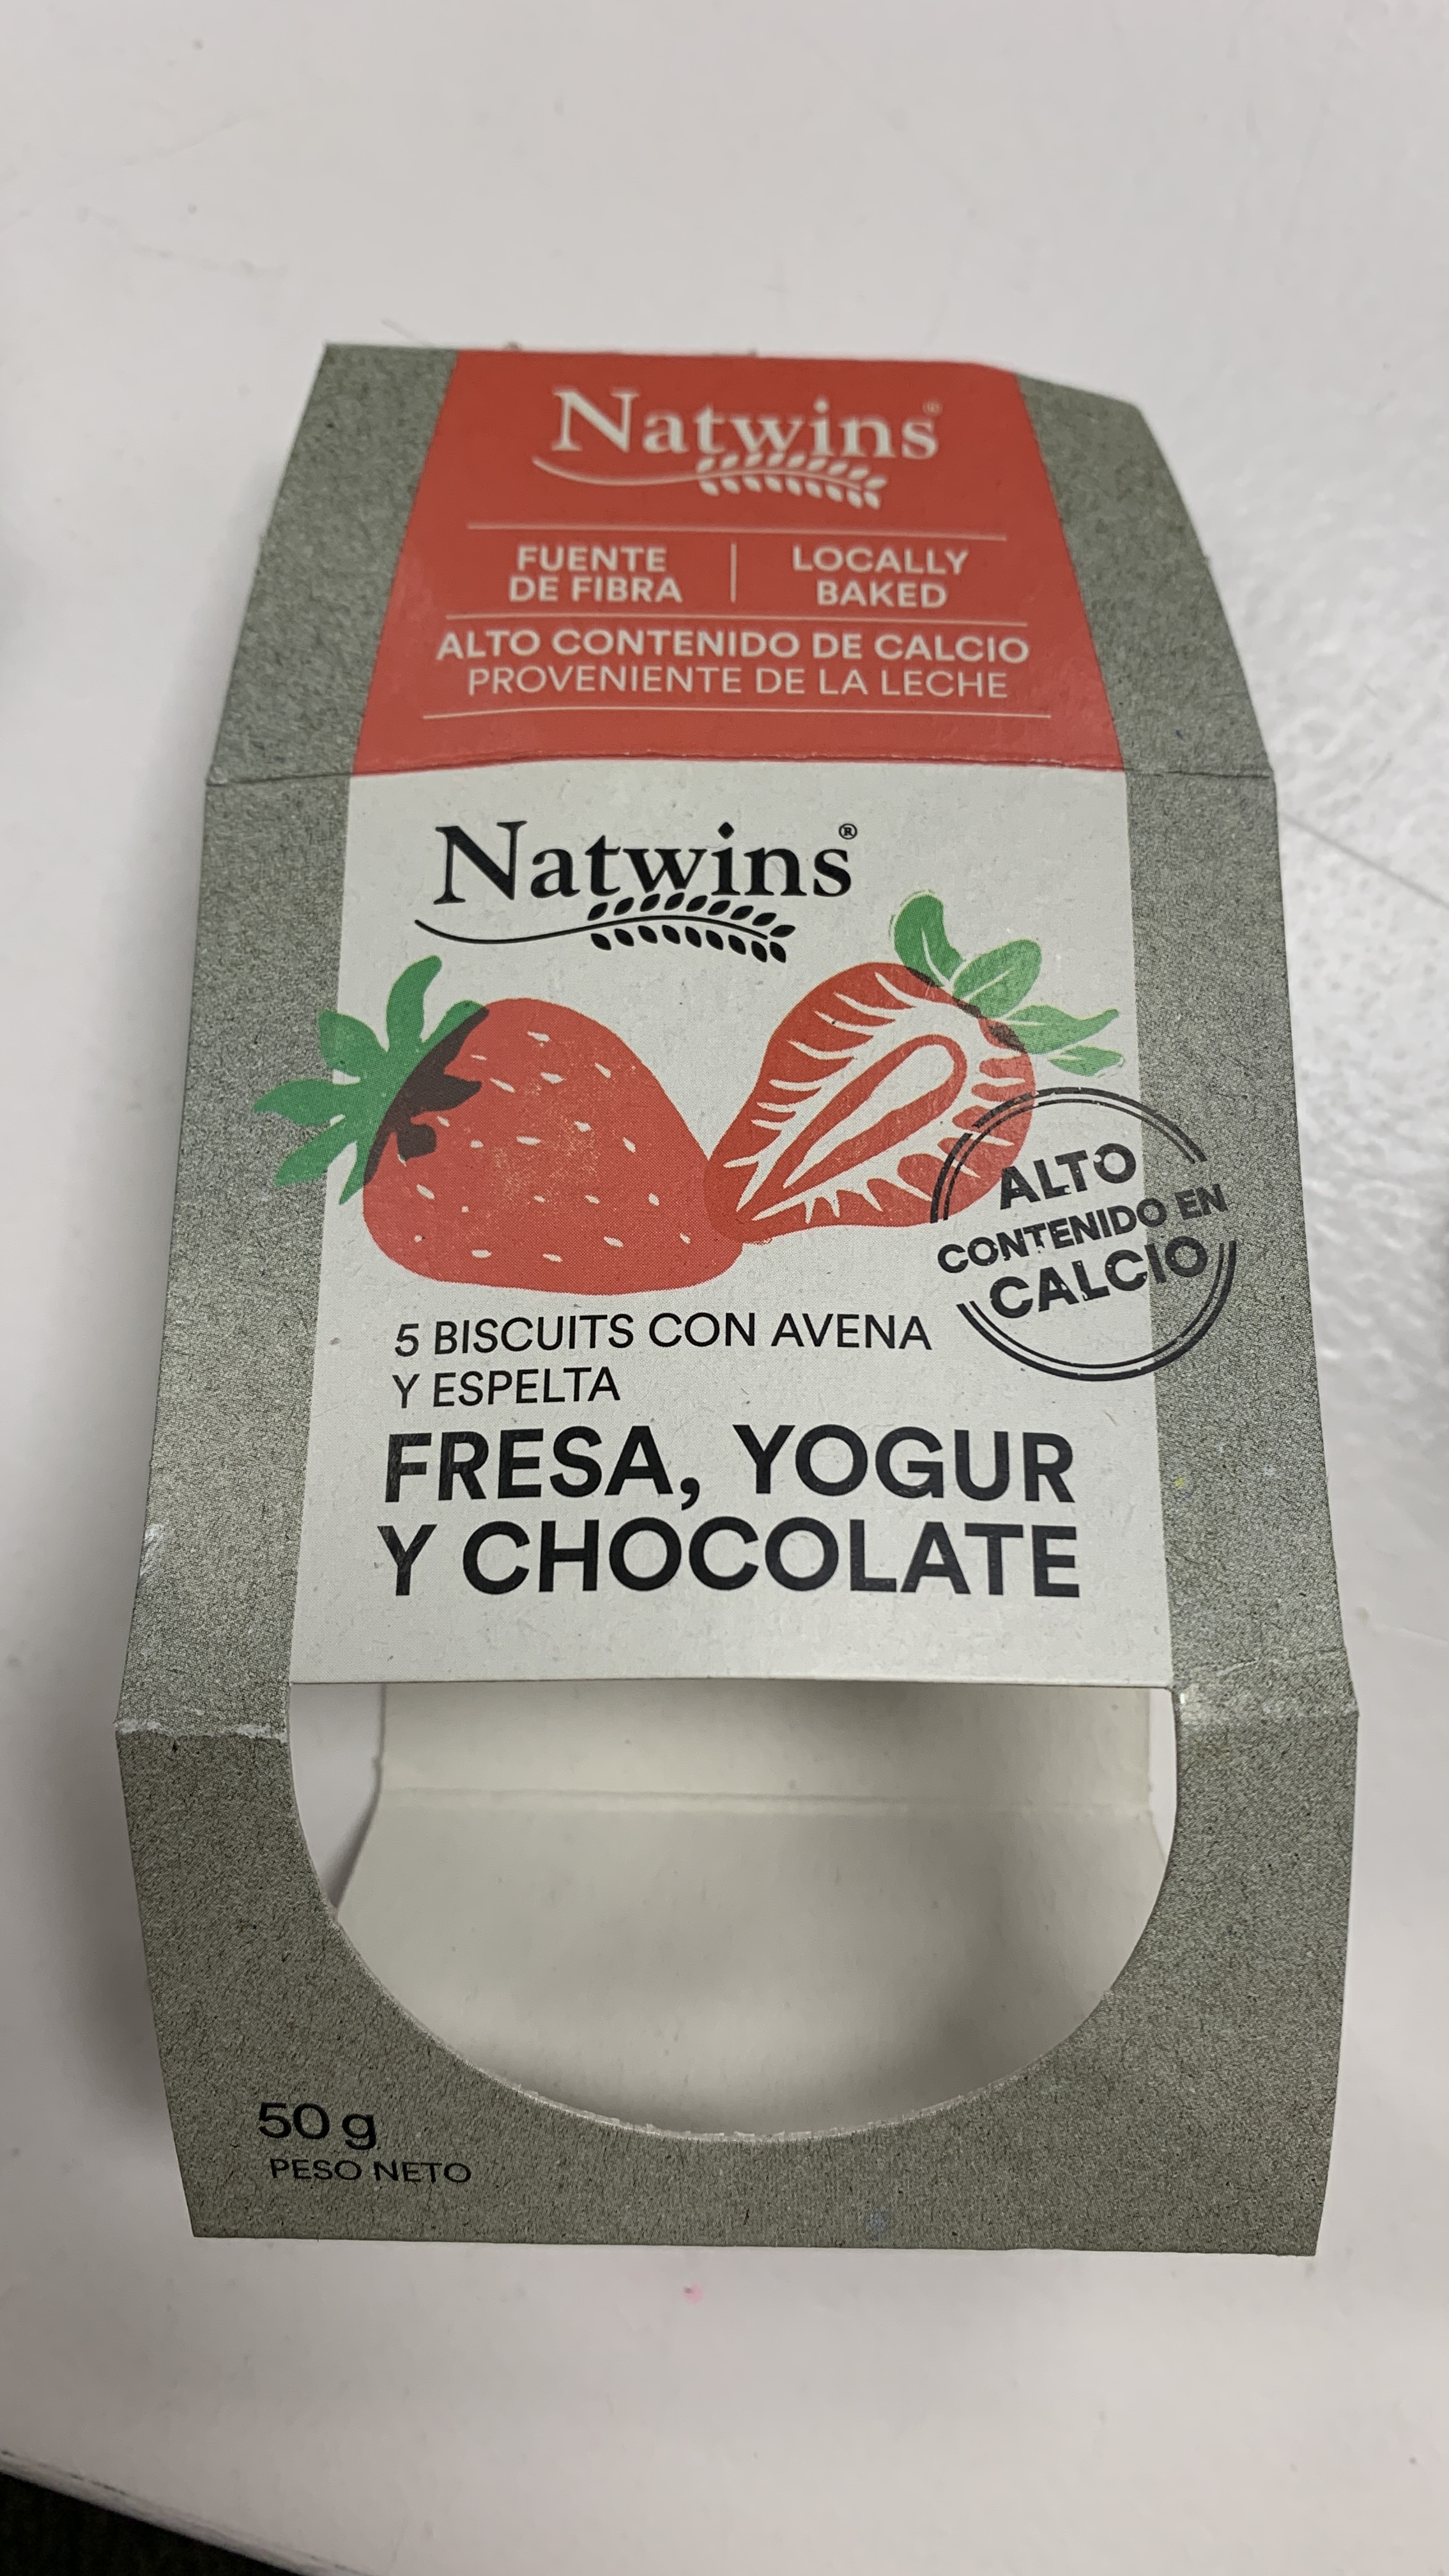 Natwins®
FUENTE
DE FIBRA
LOCALLY
BAKED
ALTO CONTENIDO DE CALCIO
PROVENIENTE DE LA LECHE
Natwins®
ALTO
CONTENIDO EN
CALCIO
5 BISCUITS CON AVENA
Y ESPELTA
FRESA, YOGUR
Y CHOCOLATE
50 g
PESO NETO